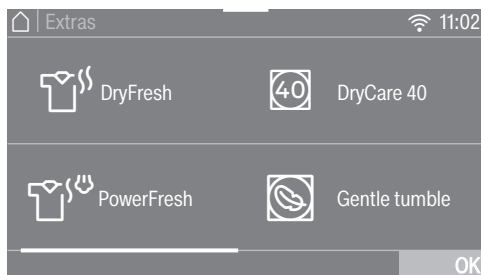 Extras 11:02
DryFresh
40 DryCare 40
PowerFresh
Gentle tumble
OK